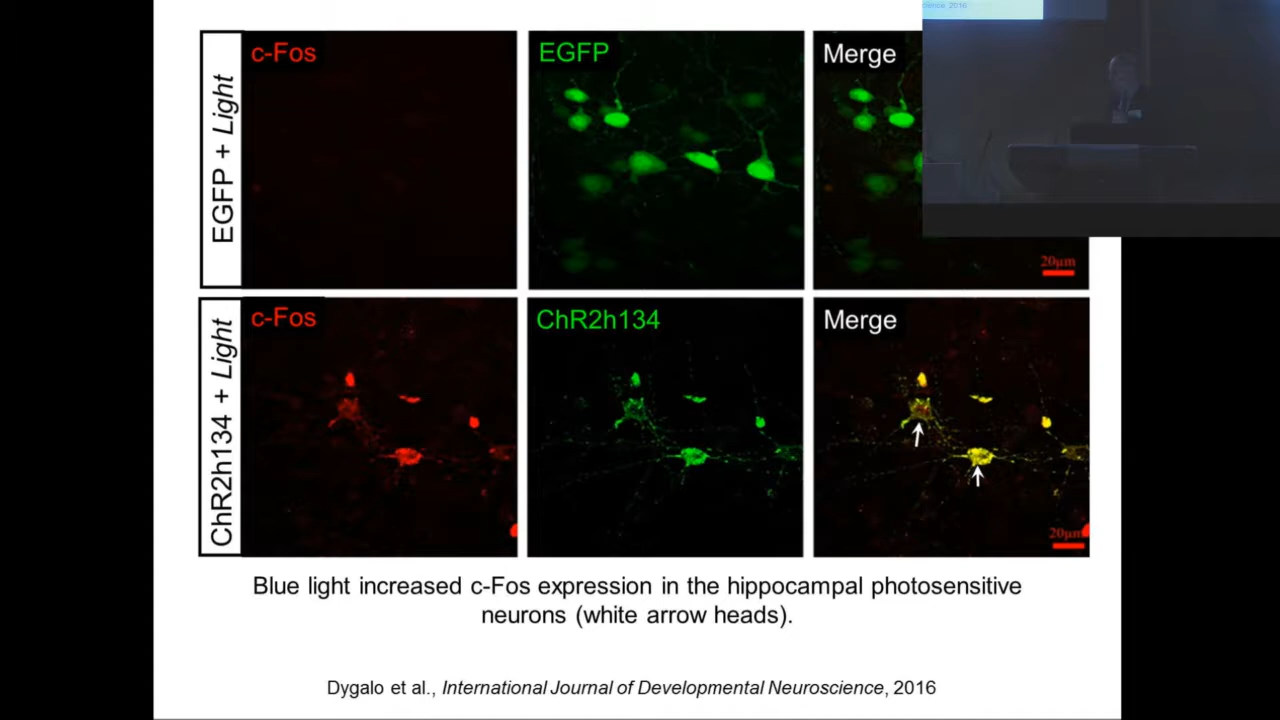 EGFP + Light
c-Fos
EGFP
Merge
20μm
ChR2h134 + Light
c-Fos
ChR2h134
Merge
20μm
Blue light increased c-Fos expression in the hippocampal photosensitive
neurons (white arrow heads).
Dygalo et al., International Journal of Developmental Neuroscience, 2016